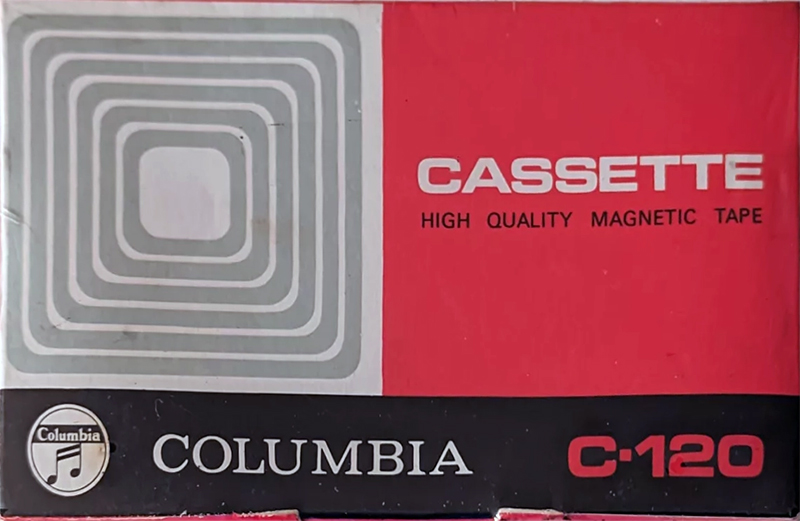 CASSETTE
HIGH QUALITY MAGNETIC TAPE
Columbia
COLUMBIA
C·120